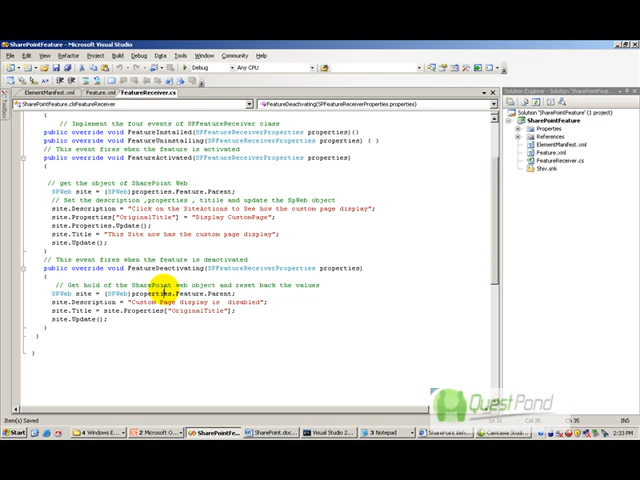 SharePointFeature - Microsoft Visual Studio
File Edit View Refactor Project Build Debug Data Tools Test Window Community Help
Debug Any CPU
ElementManifest.xml Feature.xml FeatureReceiver.cs
SharePointFeature.clsFeatureReceiver FeatureDeactivating(SPFeatureReceiverProperties properties)
// Implement the four events of SPFeatureReceiver class
public override void FeatureInstalled(SPFeatureReceiverProperties properties){}
public override void FeatureUninstalling(SPFeatureReceiverProperties properties) { }
// This event fires when the feature is activated
public override void FeatureActivated(SPFeatureReceiverProperties properties)
{
// get the object of SharePoint Web
SPWeb site = (SPWeb)properties.Feature.Parent;
// Set the description ,properties , titile and update the SpWeb object
site.Description = "Click on the SiteActions to See how the custom page display";
site.Properties["OriginalTitle"] = "Display CustomPage";
site.Properties.Update();
site.Title = "This Site now has the custom page display";
site.Update();
}
// This event fires when the feature is deactivated
public override void FeatureDeactivating(SPFeatureReceiverProperties properties)
{
// Get hold of the SharePoint web object and reset back the values
SPWeb site = (SPWeb)properties.Feature.Parent;
site.Description = "Custom Page display is  disabled";
site.Title = site.Properties["OriginalTitle"];
site.Update();
}
}
}
Toolbox
Solution Explorer - SharePointFeature
Solution 'SharePointFeature' (1 project)
SharePointFeature
Properties
References
ElementManifest.xml
Feature.xml
FeatureReceiver.cs
Shiv.snk
QuestPond
Item(s) Saved Ln 31 Col 35 Ch 35 INS
Start 4 Windows E... 2 Microsoft O... SharePointFea... SharePoint.doc... Visual Studio 2... 3 Notepad SharePoint Beh... Camtasia Studio 2:33 PM